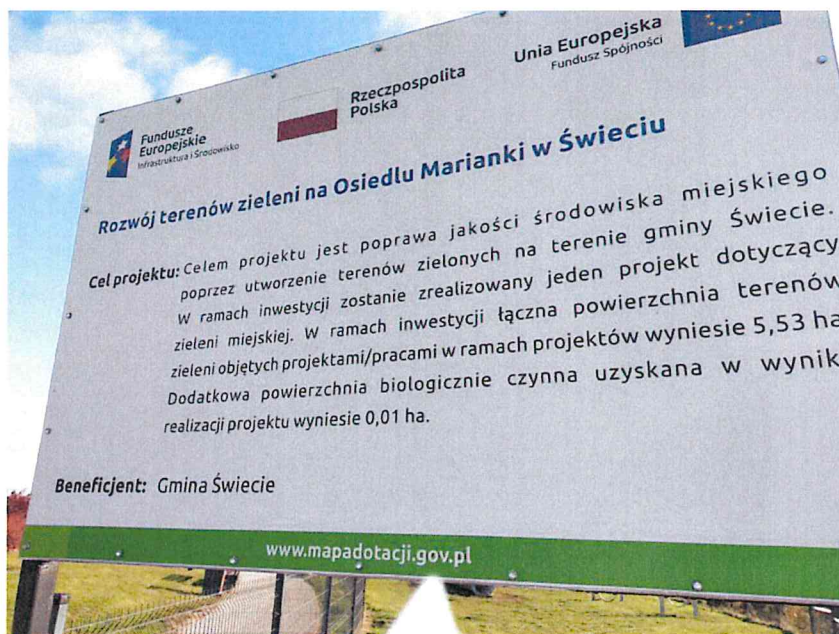 Fundusze
Europejskie
Infrastruktura i Środowisko
Rzeczpospolita
Polska
Unia Europejska
Fundusz Spójności
Rozwój terenów zieleni na Osiedlu Marianki w Świeciu
Cel projektu: Celem projektu jest poprawa jakości środowiska miejskiego
poprzez utworzenie terenów zielonych na terenie gminy Świecie.
W ramach inwestycji zostanie zrealizowany jeden projekt dotyczący
zieleni miejskiej. W ramach inwestycji łączna powierzchnia terenów
zieleni objętych projektami/pracami w ramach projektów wyniesie 5,53 ha
Dodatkowa powierzchnia biologicznie czynna uzyskana w wynik
realizacji projektu wyniesie 0,01 ha.
Beneficjent: Gmina Świecie
www.mapadotacji.gov.pl